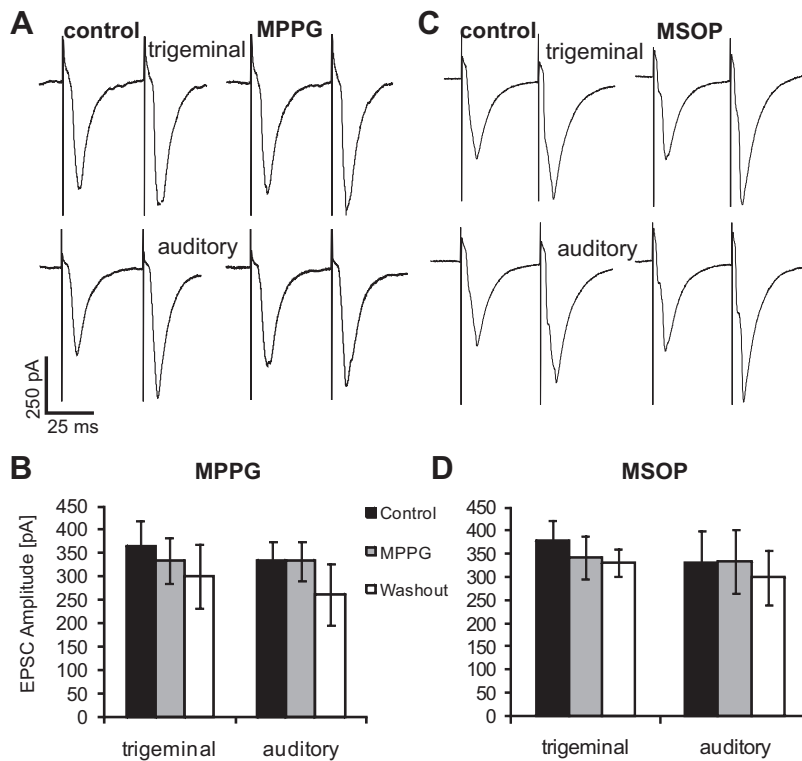 A
control
MPPG
trigeminal
auditory
250 pA
25 ms
C
control
MSOP
trigeminal
auditory
B
MPPG
EPSC Amplitude [pA]
450
400
350
300
250
200
150
100
50
0
trigeminal
auditory
Control
MPPG
Washout
D
MSOP
450
400
350
300
250
200
150
100
50
0
trigeminal
auditory